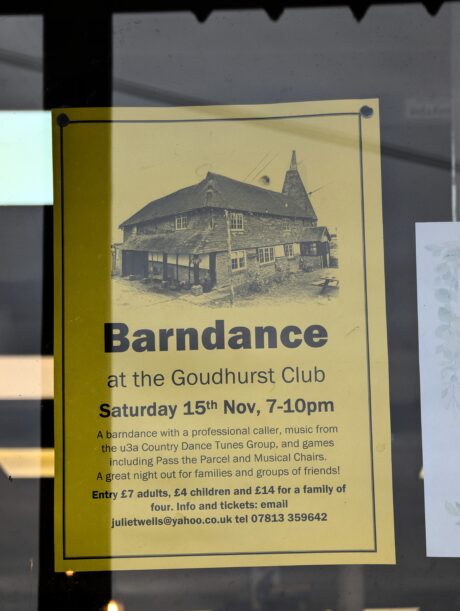 Barndance
at the Goudhurst Club
Saturday 15th Nov, 7-10pm
A barndance with a professional caller, music from
the u3a Country Dance Tunes Group, and games
including Pass the Parcel and Musical Chairs.
A great night out for families and groups of friends!
Entry £7 adults, £4 children and £14 for a family of
four. Info and tickets: email
julietwells@yahoo.co.uk tel 07813 359642